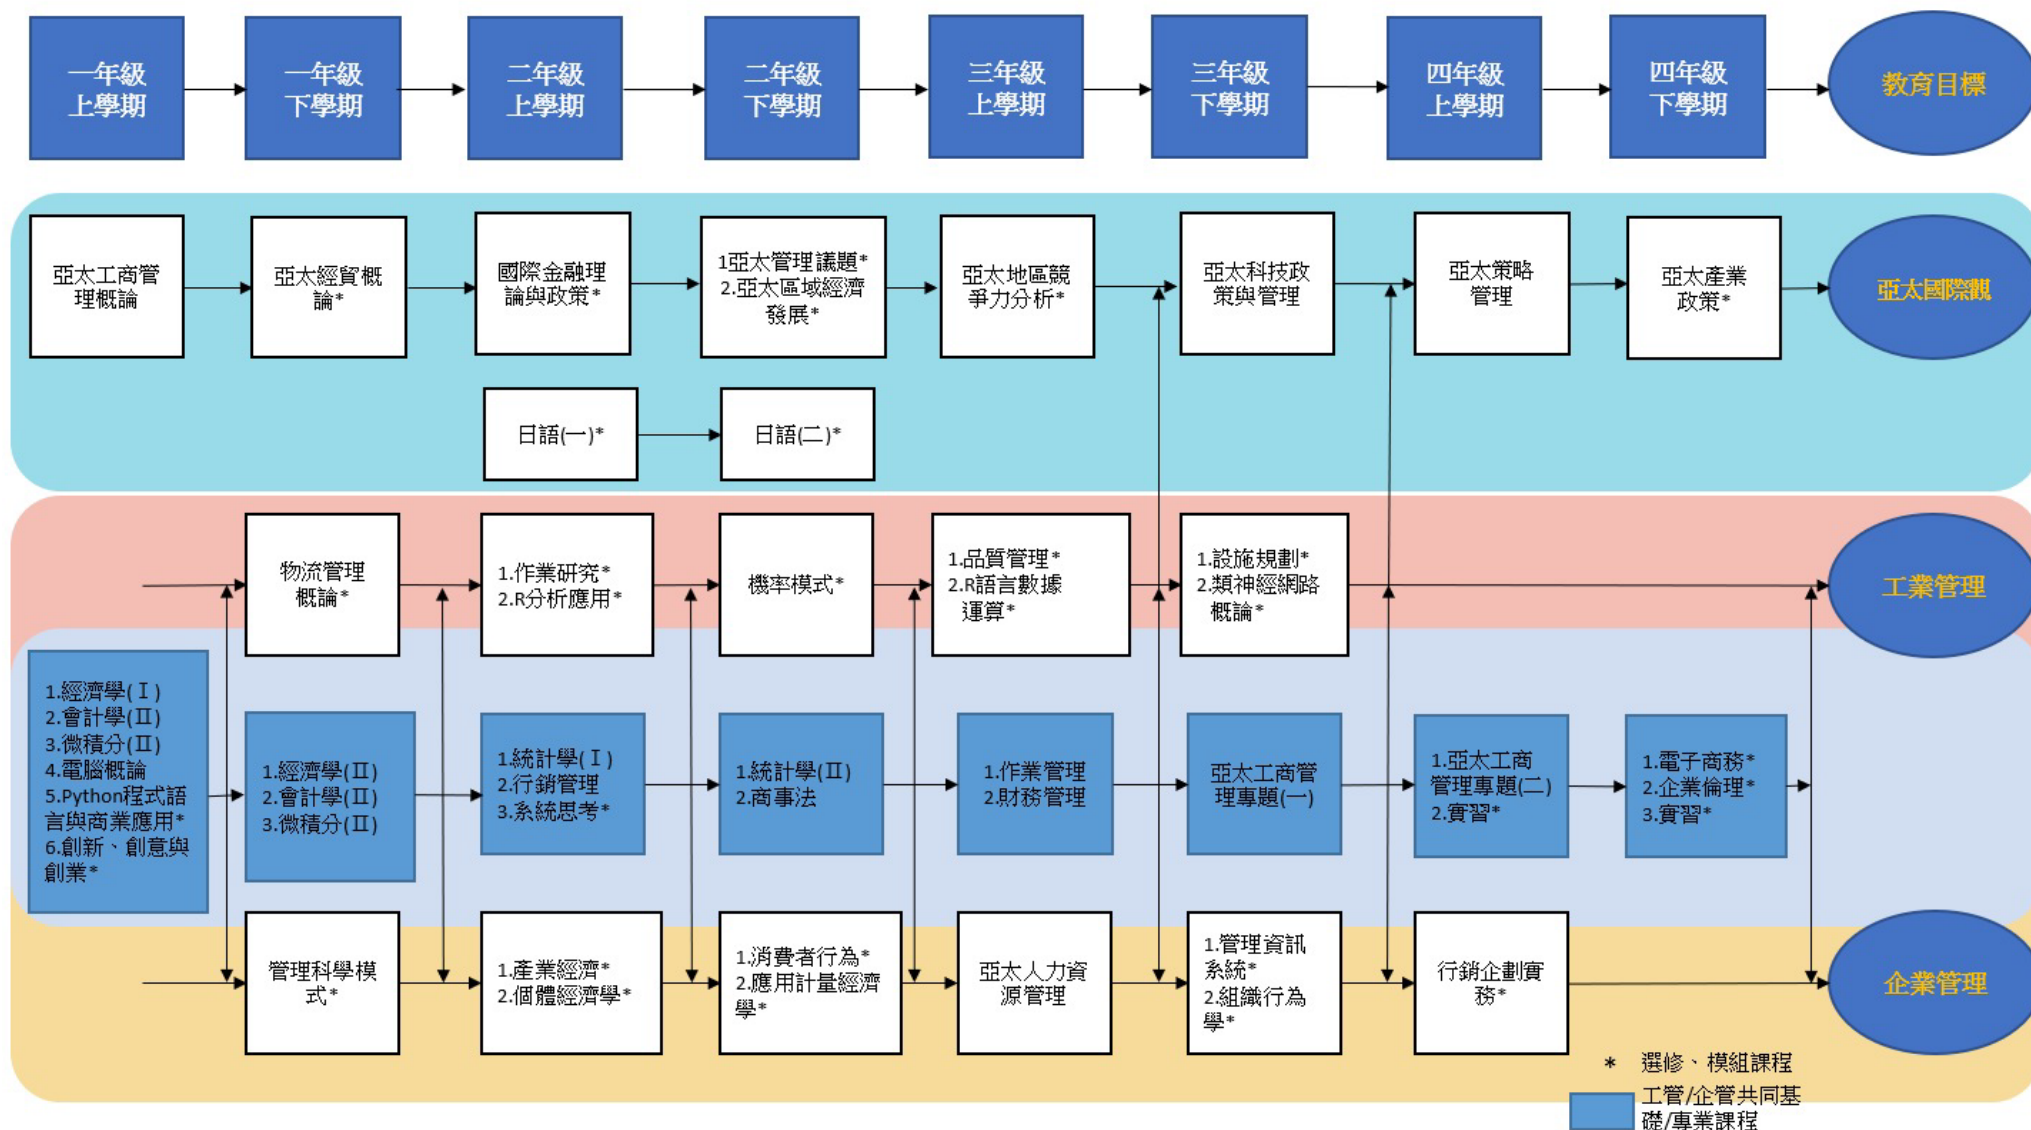 一年級
上學期
一年級
下學期
二年級
上學期
二年級
下學期
三年級
上學期
三年級
下學期
四年級
上學期
四年級
下學期
教育目標
亞太工商管
理概論
亞太經貿概
論*
國際金融理
論與政策*
1亞太管理議題*
2.亞太區域經濟
發展*
亞太地區競
爭力分析*
亞太科技政
策與管理
亞太策略
管理
亞太產業
政策*
亞太國際觀
日語(一)*
日語(二)*
物流管理
概論*
1.作業研究*
2.R分析應用*
機率模式*
1.品質管理*
2.R語言數據
運算*
1.設施規劃*
2.類神經網路
概論*
工業管理
1.經濟學(Ⅰ)
2.會計學(Ⅱ)
3.微積分(Ⅱ)
4.電腦概論
5.Python程式語
言與商業應用*
6.創新、創意與
創業*
1.經濟學(Ⅱ)
2.會計學(Ⅱ)
3.微積分(Ⅱ)
1.統計學(Ⅰ)
2.行銷管理
3.系統思考*
1.統計學(Ⅱ)
2.商事法
1.作業管理
2.財務管理
亞太工商管
理專題(一)
1.亞太工商
管理專題(二)
2.實習*
1.電子商務*
2.企業倫理*
3.實習*
管理科學模
式*
1.產業經濟*
2.個體經濟學*
1.消費者行為*
2.應用計量經濟
學*
亞太人力資
源管理
1.管理資訊
系統*
2.組織行為
學*
行銷企劃實
務*
企業管理
* 選修、模組課程
工管/企管共同基
礎/專業課程